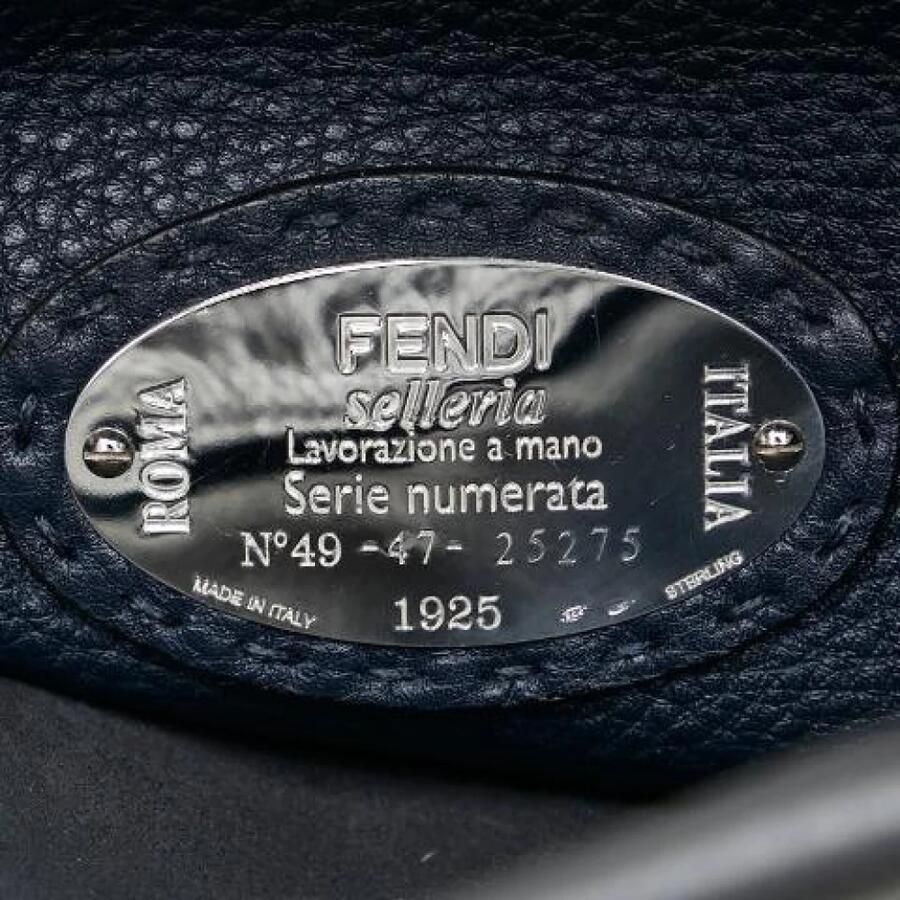 FENDI
selleria
Lavorazione a mano
Serie numerata
N°49 -47- 25275
1925
ROMA
ITALIA
MADE IN ITALY
STERLING